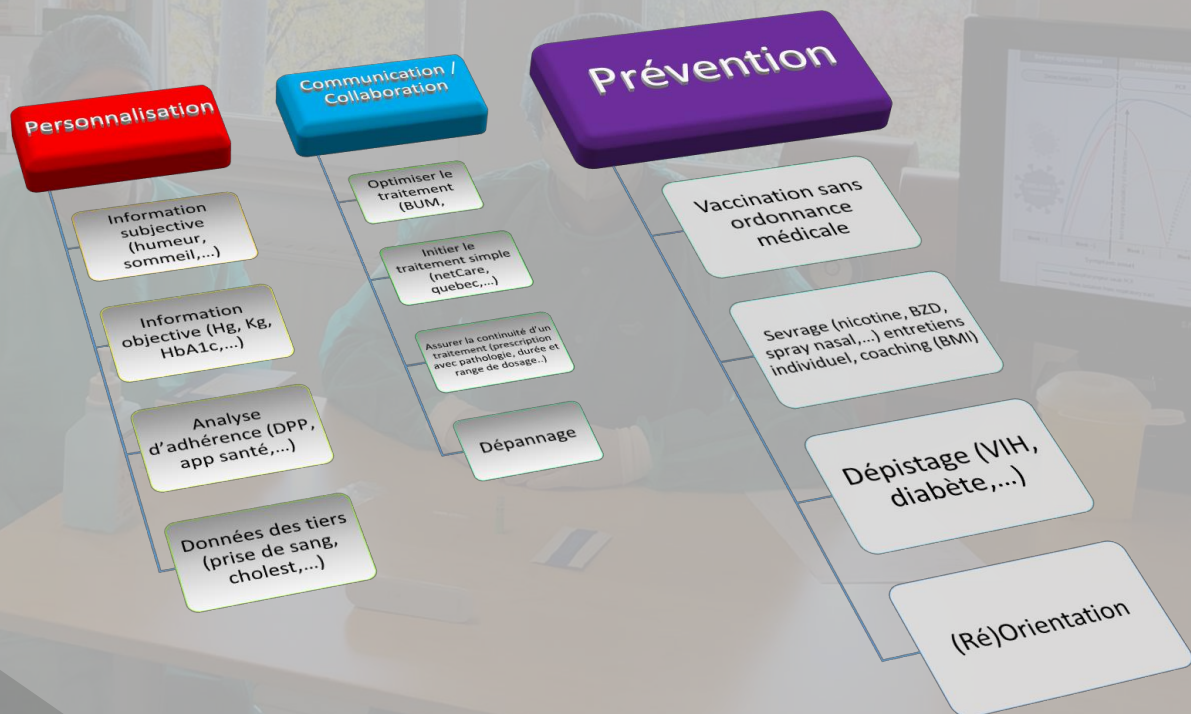 Personnalisation
Information
subjective
(humeur,
sommeil,...)
Information
objective (Hg, Kg,
HbA1c,...)
Analyse
d'adhérence (DPP,
app santé,...)
Données des tiers
(prise de sang,
cholest,...)
Communication /
Collaboration
Optimiser le
traitement
(BUM,
Initier le
traitement simple
(netCare,
quebec,...)
Assurer la continuité d'un
traitement (prescription
avec pathologie, durée et
range de dosage..)
Dépannage
Prévention
Vaccination sans
ordonnance
médicale
Sevrage (nicotine, BZD,
spray nasal,...) entretiens
individuel, coaching (BMI)
Dépistage (VIH,
diabète,...)
(Ré)Orientation